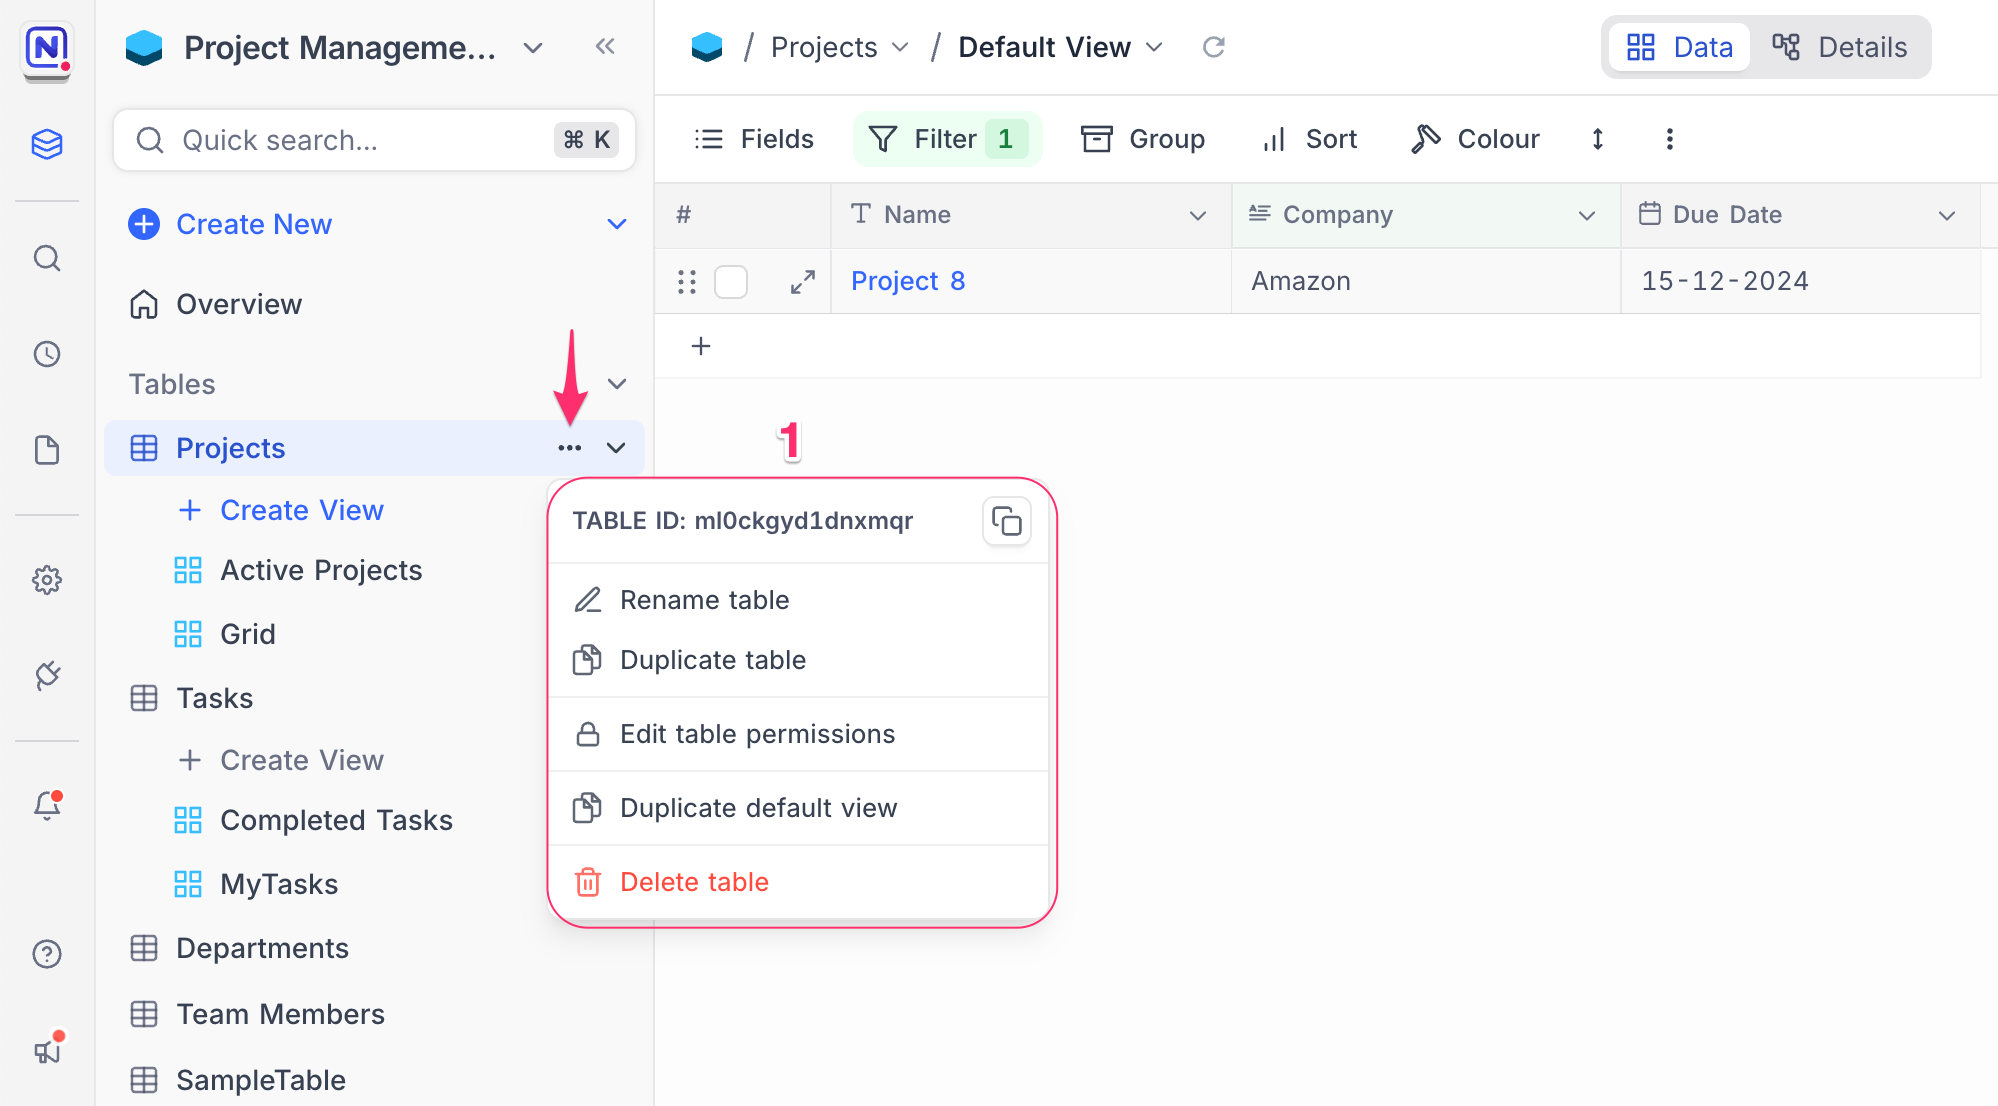 Project Manageme...
Quick search...
⌘ K
Create New
Overview
Tables
Projects
Create View
Active Projects
Grid
Tasks
Create View
Completed Tasks
MyTasks
Departments
Team Members
SampleTable
/ Projects / Default View
Data
Details
Fields
Filter 1
Group
Sort
Colour
# Name Company Due Date
Project 8 Amazon 15-12-2024
1
TABLE ID: ml0ckgyd1dnxmqr
Rename table
Duplicate table
Edit table permissions
Duplicate default view
Delete table